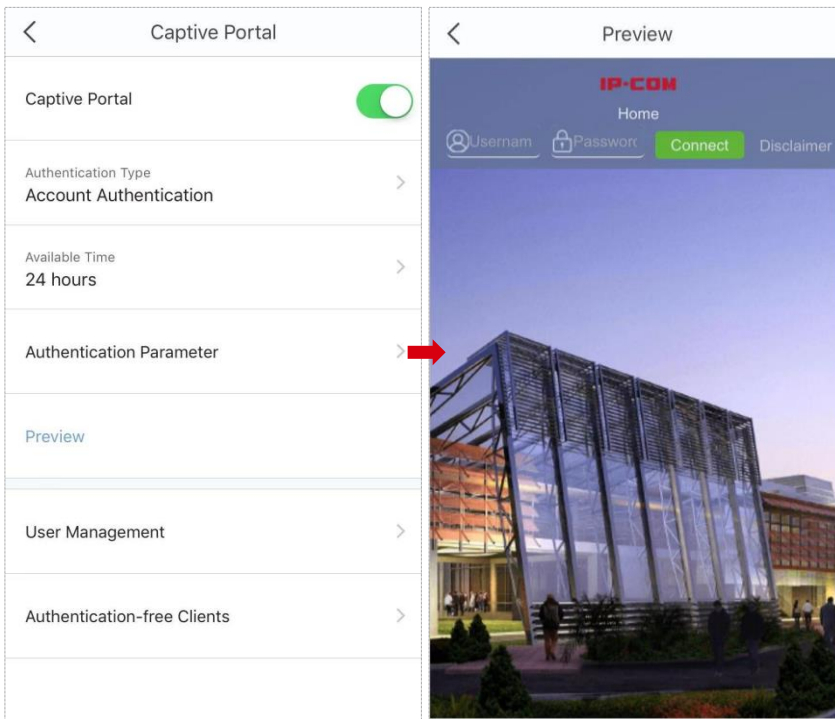 Captive Portal
Captive Portal
Authentication Type
Account Authentication
Available Time
24 hours
Authentication Parameter
Preview
User Management
Authentication-free Clients
Preview
IP-COM
Home
Usernam
Passwor
Connect
Disclaimer